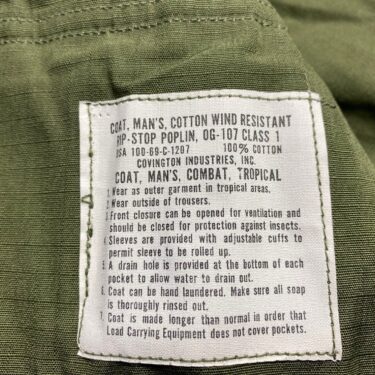 COAT, MAN'S, COTTON WIND RESISTANT
RIP-STOP POPLIN, OG-107 CLASS 1
DSA 100-69-C-1207 100% COTTON
COVINGTON INDUSTRIES, INC.
COAT, MAN'S, COMBAT, TROPICAL
1. Wear as outer garment in tropical areas.
2. Wear outside of trousers.
3. Front closure can be opened for ventilation and
should be closed for protection against insects.
4. Sleeves are provided with adjustable cuffs to
permit sleeve to be rolled up.
5. A drain hole is provided at the bottom of each
pocket to allow water to drain out.
6. Coat can be hand laundered. Make sure all soap
is thoroughly rinsed out.
7. Coat is made longer than normal in order that
Load Carrying Equipment does not cover pockets.